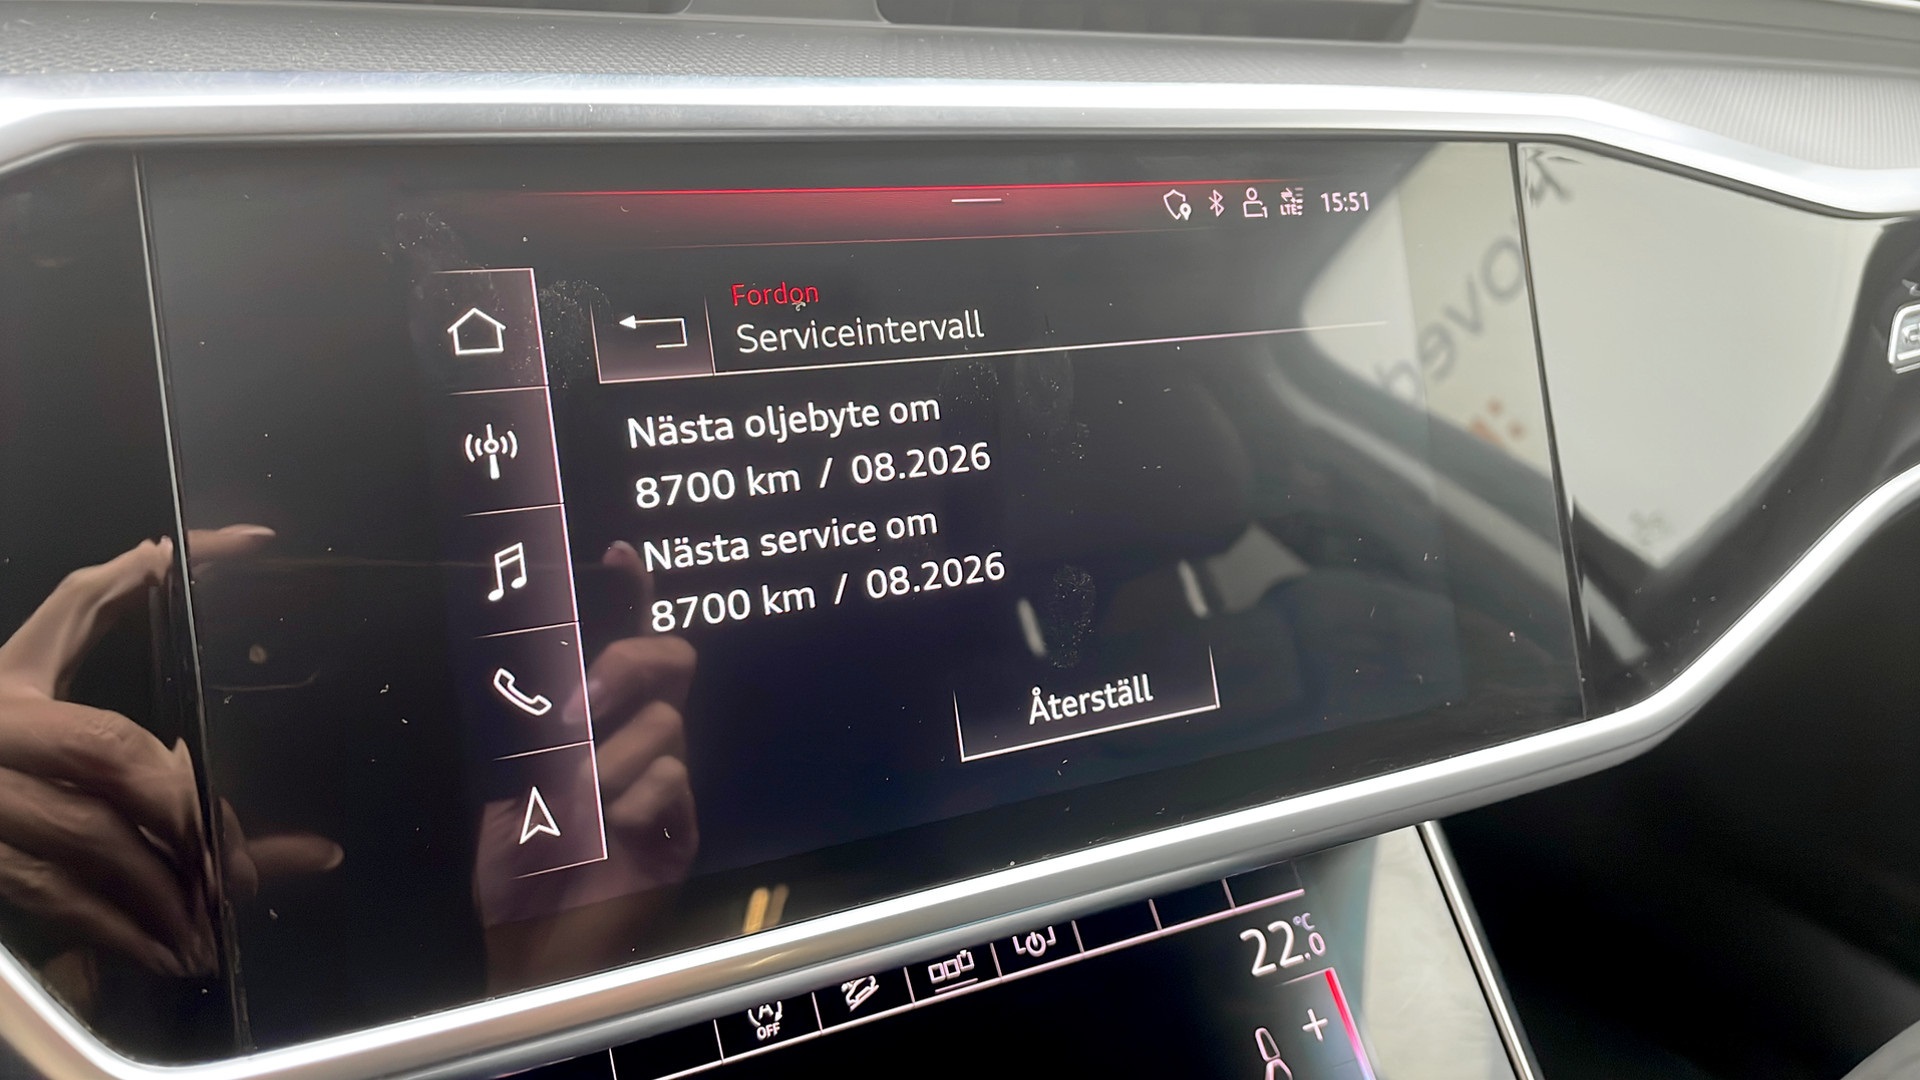 LTE 15:51
Fordon
Serviceintervall
Nästa oljebyte om
8700 km / 08.2026
Nästa service om
8700 km / 08.2026
Återställ
22.0 °C
OFF